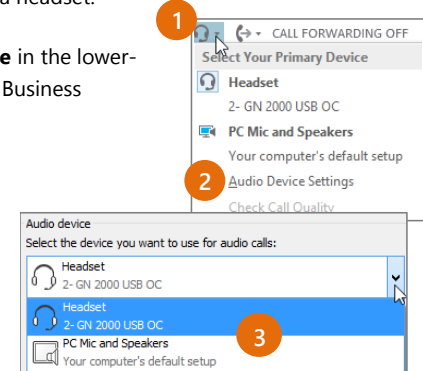 a headset.
1
CALL FORWARDING OFF
e in the lower-
Business
Select Your Primary Device
Headset
2- GN 2000 USB OC
PC Mic and Speakers
Your computer's default setup
2
Audio Device Settings
Check Call Quality
Audio device
Select the device you want to use for audio calls:
Headset
2- GN 2000 USB OC
Headset
2- GN 2000 USB OC
3
PC Mic and Speakers
Your computer's default setup